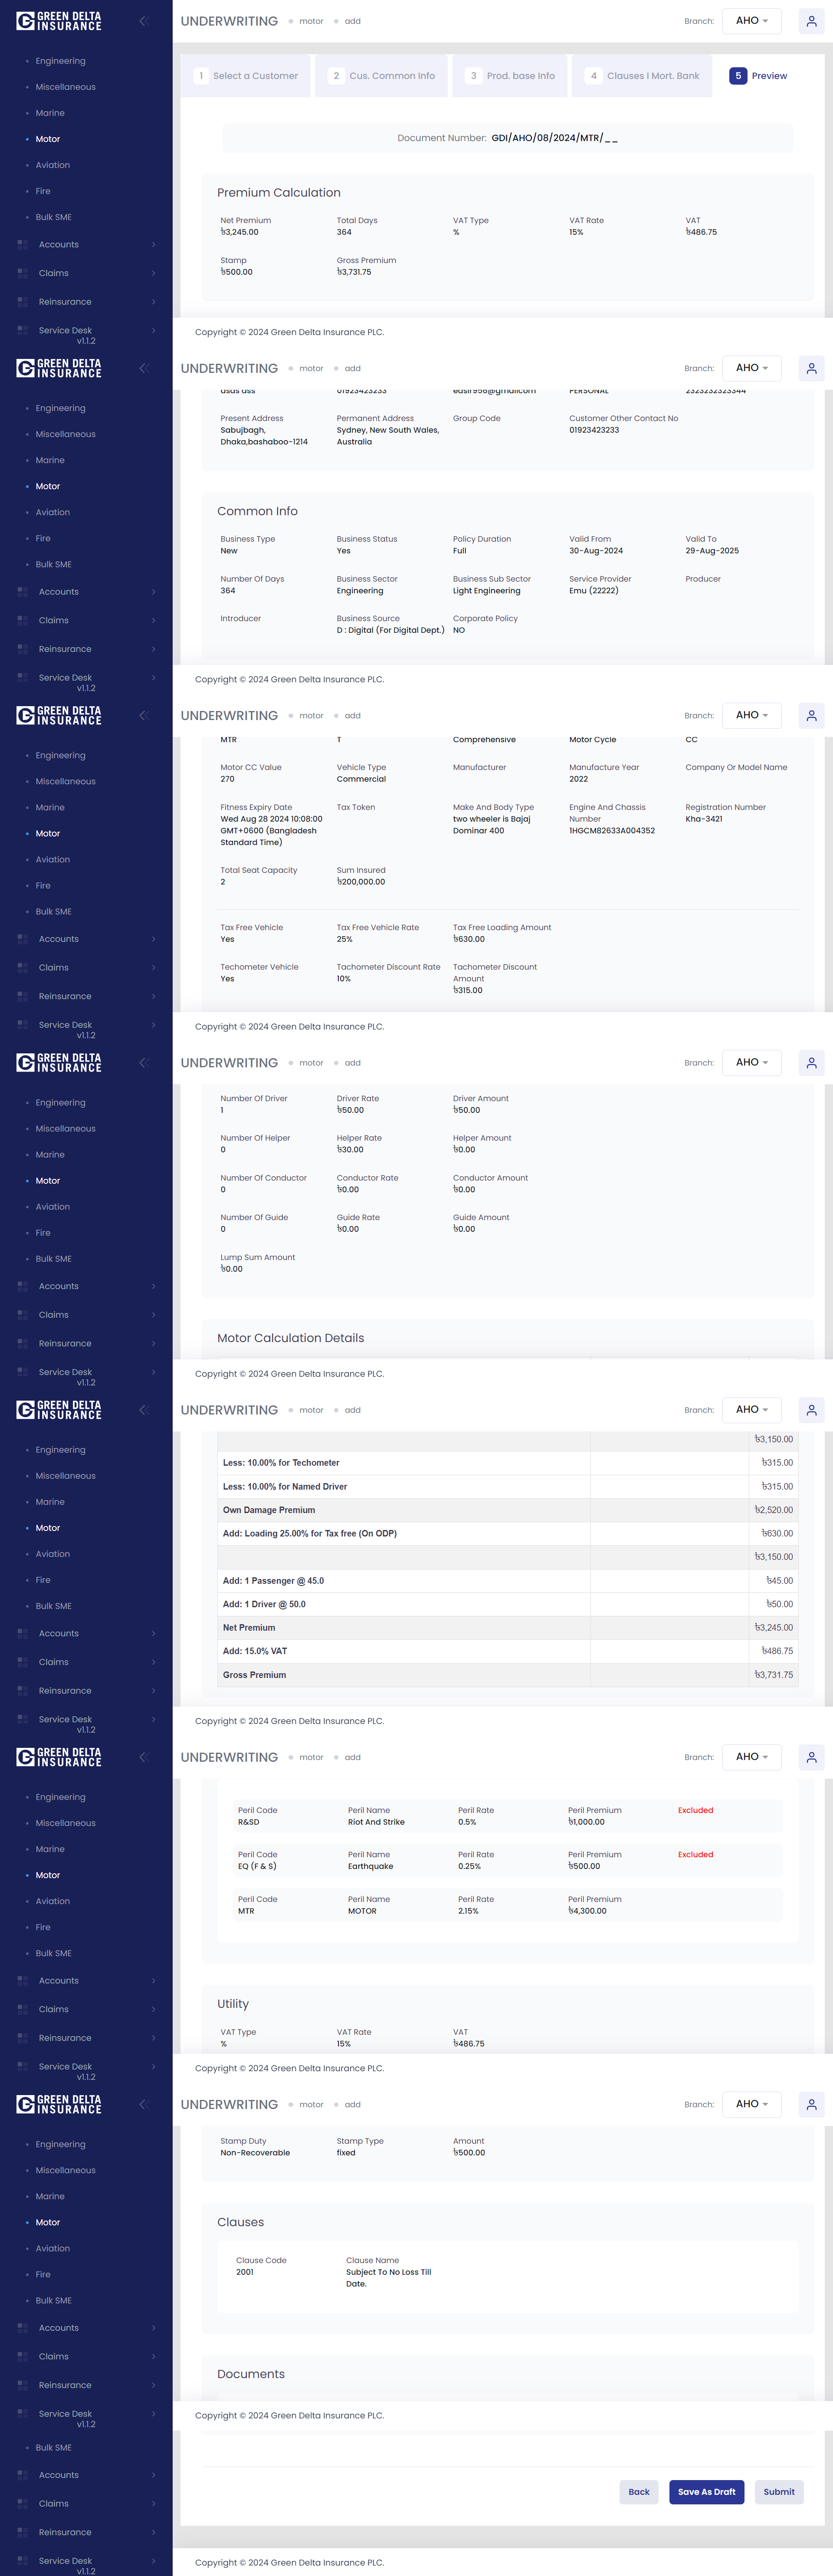 GREEN DELTA
INSURANCE
UNDERWRITING motor add
Branch: AHO
Engineering
Miscellaneous
Marine
Motor
Aviation
Fire
Bulk SME
Accounts
Claims
Reinsurance
Service Desk
v1.1.2
1 Select a Customer
2 Cus. Common Info
3 Prod. base Info
4 Clauses I Mort. Bank
5 Preview
Document Number: GDI/AHO/08/2024/MTR/__
Premium Calculation
Net Premium Total Days VAT Type VAT Rate VAT
৳3,245.00 364 % 15% ৳486.75
Stamp Gross Premium
৳500.00 ৳3,731.75
Copyright © 2024 Green Delta Insurance PLC.
GREEN DELTA
INSURANCE
UNDERWRITING motor add
Branch: AHO
Engineering
Miscellaneous
Marine
Motor
Aviation
Fire
Bulk SME
Accounts
Claims
Reinsurance
Service Desk
v1.1.2
asas ass 01923423233 easir956@gmailcom PERSONAL 2323232323344
Present Address Permanent Address Group Code Customer Other Contact No
Sabujbagh, Sydney, New South Wales, 01923423233
Dhaka,bashaboo-1214 Australia
Common Info
Business Type Business Status Policy Duration Valid From Valid To
New Yes Full 30-Aug-2024 29-Aug-2025
Number Of Days Business Sector Business Sub Sector Service Provider Producer
364 Engineering Light Engineering Emu (22222)
Introducer Business Source Corporate Policy
D : Digital (For Digital Dept.) NO
Copyright © 2024 Green Delta Insurance PLC.
GREEN DELTA
INSURANCE
UNDERWRITING motor add
Branch: AHO
Engineering
Miscellaneous
Marine
Motor
Aviation
Fire
Bulk SME
Accounts
Claims
Reinsurance
Service Desk
v1.1.2
MTR T Comprehensive Motor Cycle CC
Motor CC Value Vehicle Type Manufacturer Manufacture Year Company Or Model Name
270 Commercial 2022
Fitness Expiry Date Tax Token Make And Body Type Engine And Chassis Registration Number
Wed Aug 28 2024 10:08:00 two wheeler is Bajaj Number Kha-3421
GMT+0600 (Bangladesh Dominar 400 1HGCM82633A004352
Standard Time)
Total Seat Capacity Sum Insured
2 ৳200,000.00
Tax Free Vehicle Tax Free Vehicle Rate Tax Free Loading Amount
Yes 25% ৳630.00
Techometer Vehicle Tachometer Discount Rate Tachometer Discount
Yes 10% Amount
৳315.00
Copyright © 2024 Green Delta Insurance PLC.
GREEN DELTA
INSURANCE
UNDERWRITING motor add
Branch: AHO
Engineering
Miscellaneous
Marine
Motor
Aviation
Fire
Bulk SME
Accounts
Claims
Reinsurance
Service Desk
v1.1.2
Number Of Driver Driver Rate Driver Amount
1 ৳50.00 ৳50.00
Number Of Helper Helper Rate Helper Amount
0 ৳30.00 ৳0.00
Number Of Conductor Conductor Rate Conductor Amount
0 ৳0.00 ৳0.00
Number Of Guide Guide Rate Guide Amount
0 ৳0.00 ৳0.00
Lump Sum Amount
৳0.00
Motor Calculation Details
Copyright © 2024 Green Delta Insurance PLC.
GREEN DELTA
INSURANCE
UNDERWRITING motor add
Branch: AHO
Engineering
Miscellaneous
Marine
Motor
Aviation
Fire
Bulk SME
Accounts
Claims
Reinsurance
Service Desk
v1.1.2
৳3,150.00
Less: 10.00% for Techometer ৳315.00
Less: 10.00% for Named Driver ৳315.00
Own Damage Premium ৳2,520.00
Add: Loading 25.00% for Tax free (On ODP) ৳630.00
৳3,150.00
Add: 1 Passenger @ 45.0 ৳45.00
Add: 1 Driver @ 50.0 ৳50.00
Net Premium ৳3,245.00
Add: 15.0% VAT ৳486.75
Gross Premium ৳3,731.75
Copyright © 2024 Green Delta Insurance PLC.
GREEN DELTA
INSURANCE
UNDERWRITING motor add
Branch: AHO
Engineering
Miscellaneous
Marine
Motor
Aviation
Fire
Bulk SME
Accounts
Claims
Reinsurance
Service Desk
v1.1.2
Peril Code Peril Name Peril Rate Peril Premium Excluded
R&SD Riot And Strike 0.5% ৳1,000.00
Peril Code Peril Name Peril Rate Peril Premium Excluded
EQ (F & S) Earthquake 0.25% ৳500.00
Peril Code Peril Name Peril Rate Peril Premium
MTR MOTOR 2.15% ৳4,300.00
Utility
VAT Type VAT Rate VAT
% 15% ৳486.75
Copyright © 2024 Green Delta Insurance PLC.
GREEN DELTA
INSURANCE
UNDERWRITING motor add
Branch: AHO
Engineering
Miscellaneous
Marine
Motor
Aviation
Fire
Bulk SME
Accounts
Claims
Reinsurance
Service Desk
v1.1.2
Stamp Duty Stamp Type Amount
Non-Recoverable fixed ৳500.00
Clauses
Clause Code Clause Name
2001 Subject To No Loss Till
Date.
Documents
Copyright © 2024 Green Delta Insurance PLC.
Bulk SME
Accounts
Claims
Reinsurance
Service Desk
v1.1.2
Back Save As Draft Submit
Copyright © 2024 Green Delta Insurance PLC.